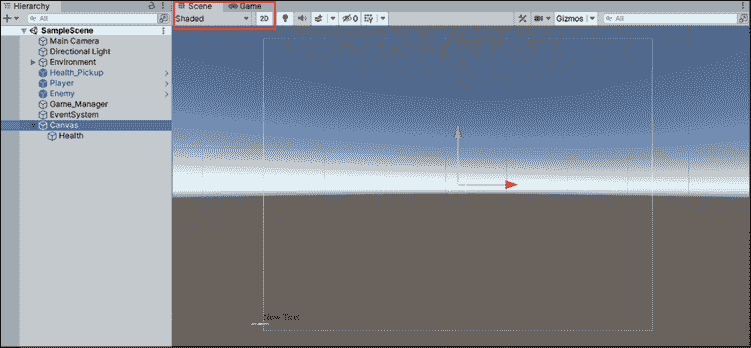 Hierarchy
All
SampleScene
Main Camera
Directional Light
Environment
Health_Pickup
Player
Enemy
Game_Manager
EventSystem
Canvas
Health
Scene Game
Shaded 2D 0 Gizmos All
New Text